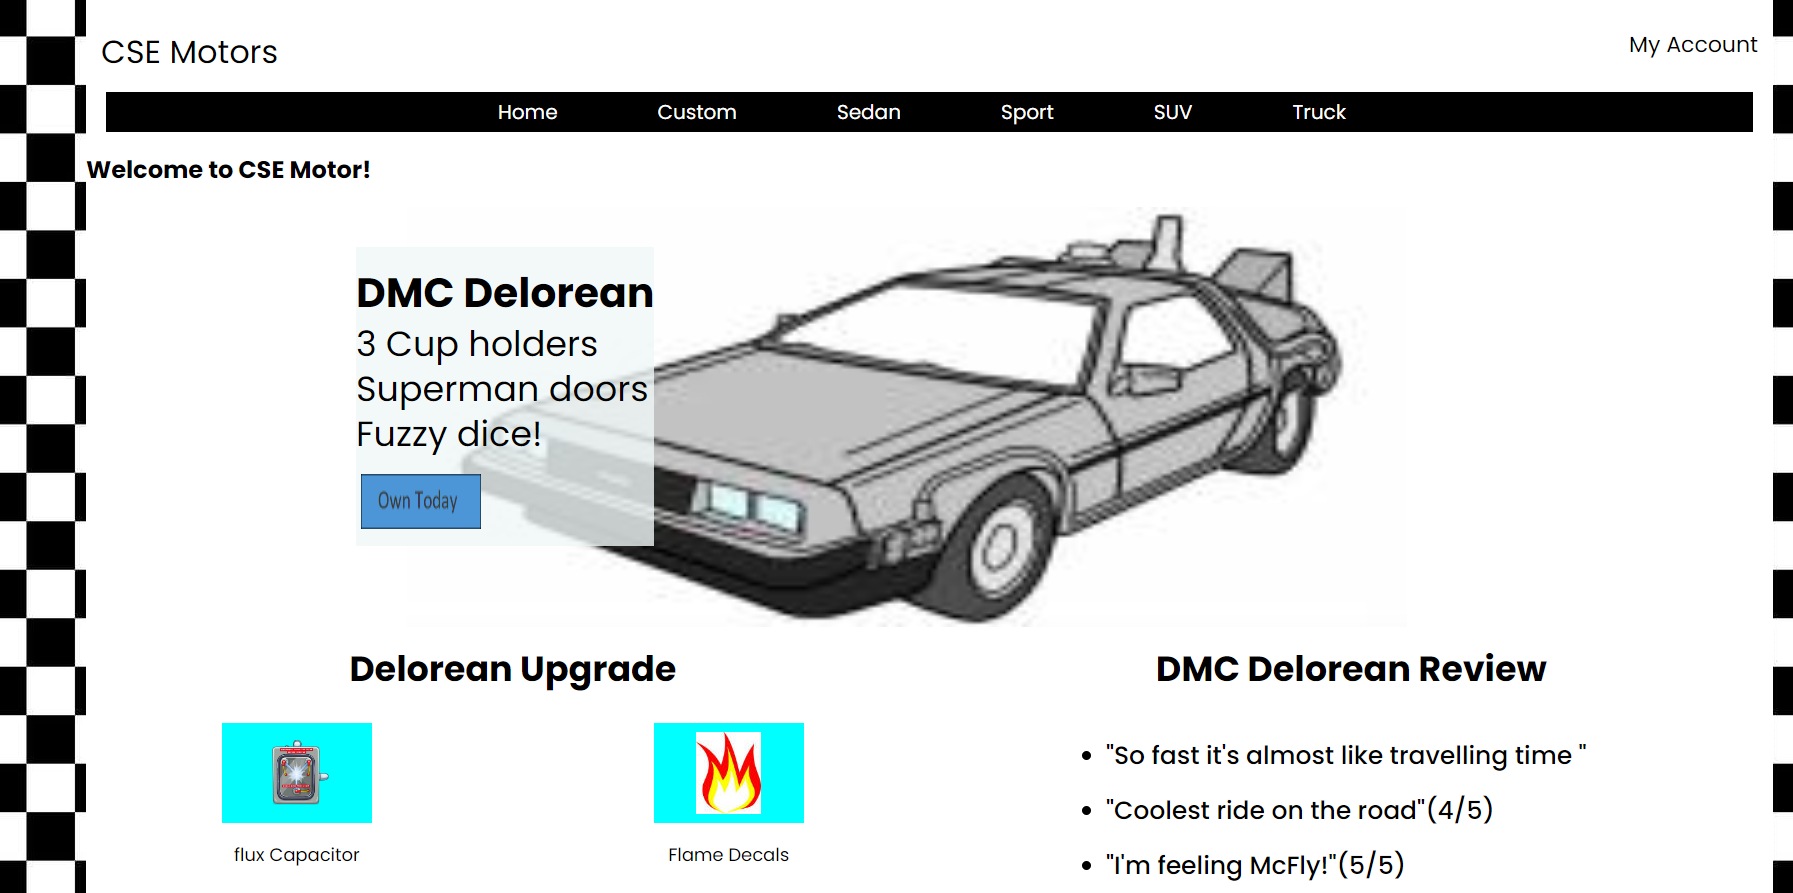 CSE Motors
My Account
Home Custom Sedan Sport SUV Truck
Welcome to CSE Motor!
DMC Delorean
3 Cup holders
Superman doors
Fuzzy dice!
Own Today
Delorean Upgrade
flux Capacitor
Flame Decals
DMC Delorean Review
"So fast it's almost like travelling time "
"Coolest ride on the road"(4/5)
"I'm feeling McFly!"(5/5)